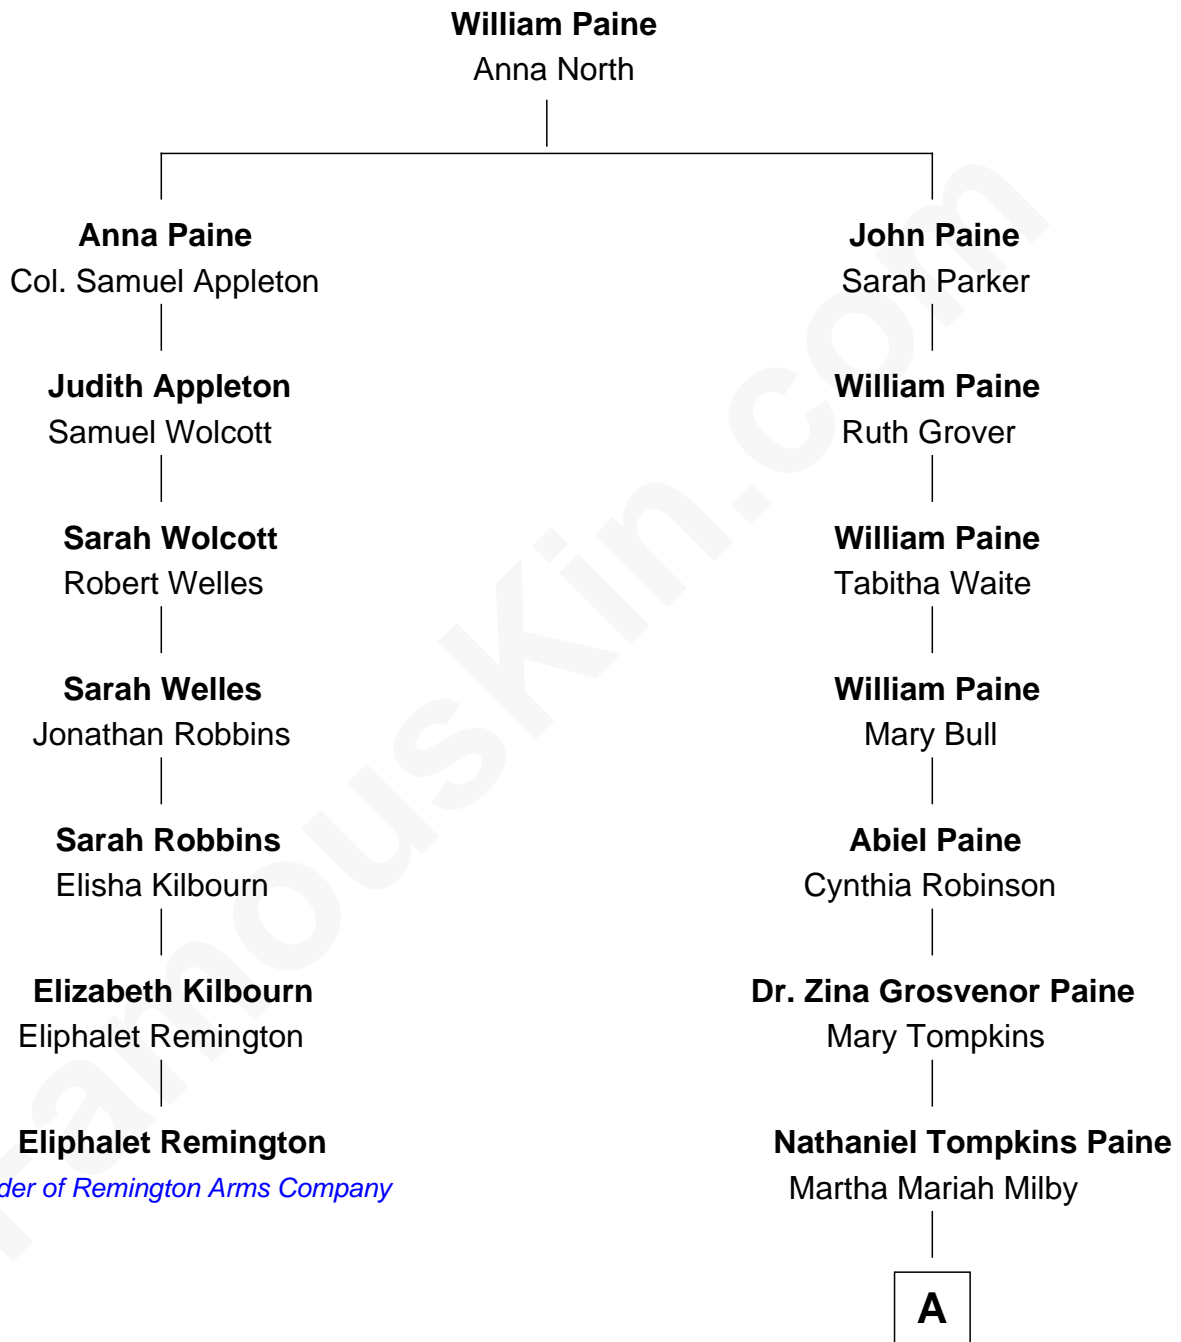 William Paine
Anna North
Anna Paine
Col. Samuel Appleton
John Paine
Sarah Parker
Judith Appleton
Samuel Wolcott
William Paine
Ruth Grover
Sarah Wolcott
Robert Welles
William Paine
Tabitha Waite
Sarah Welles
Jonathan Robbins
William Paine
Mary Bull
Sarah Robbins
Elisha Kilbourn
Abiel Paine
Cynthia Robinson
Elizabeth Kilbourn
Eliphalet Remington
Dr. Zina Grosvenor Paine
Mary Tompkins
Eliphalet Remington
der of Remington Arms Company
Nathaniel Tompkins Paine
Martha Mariah Milby
A
FamousKin.com